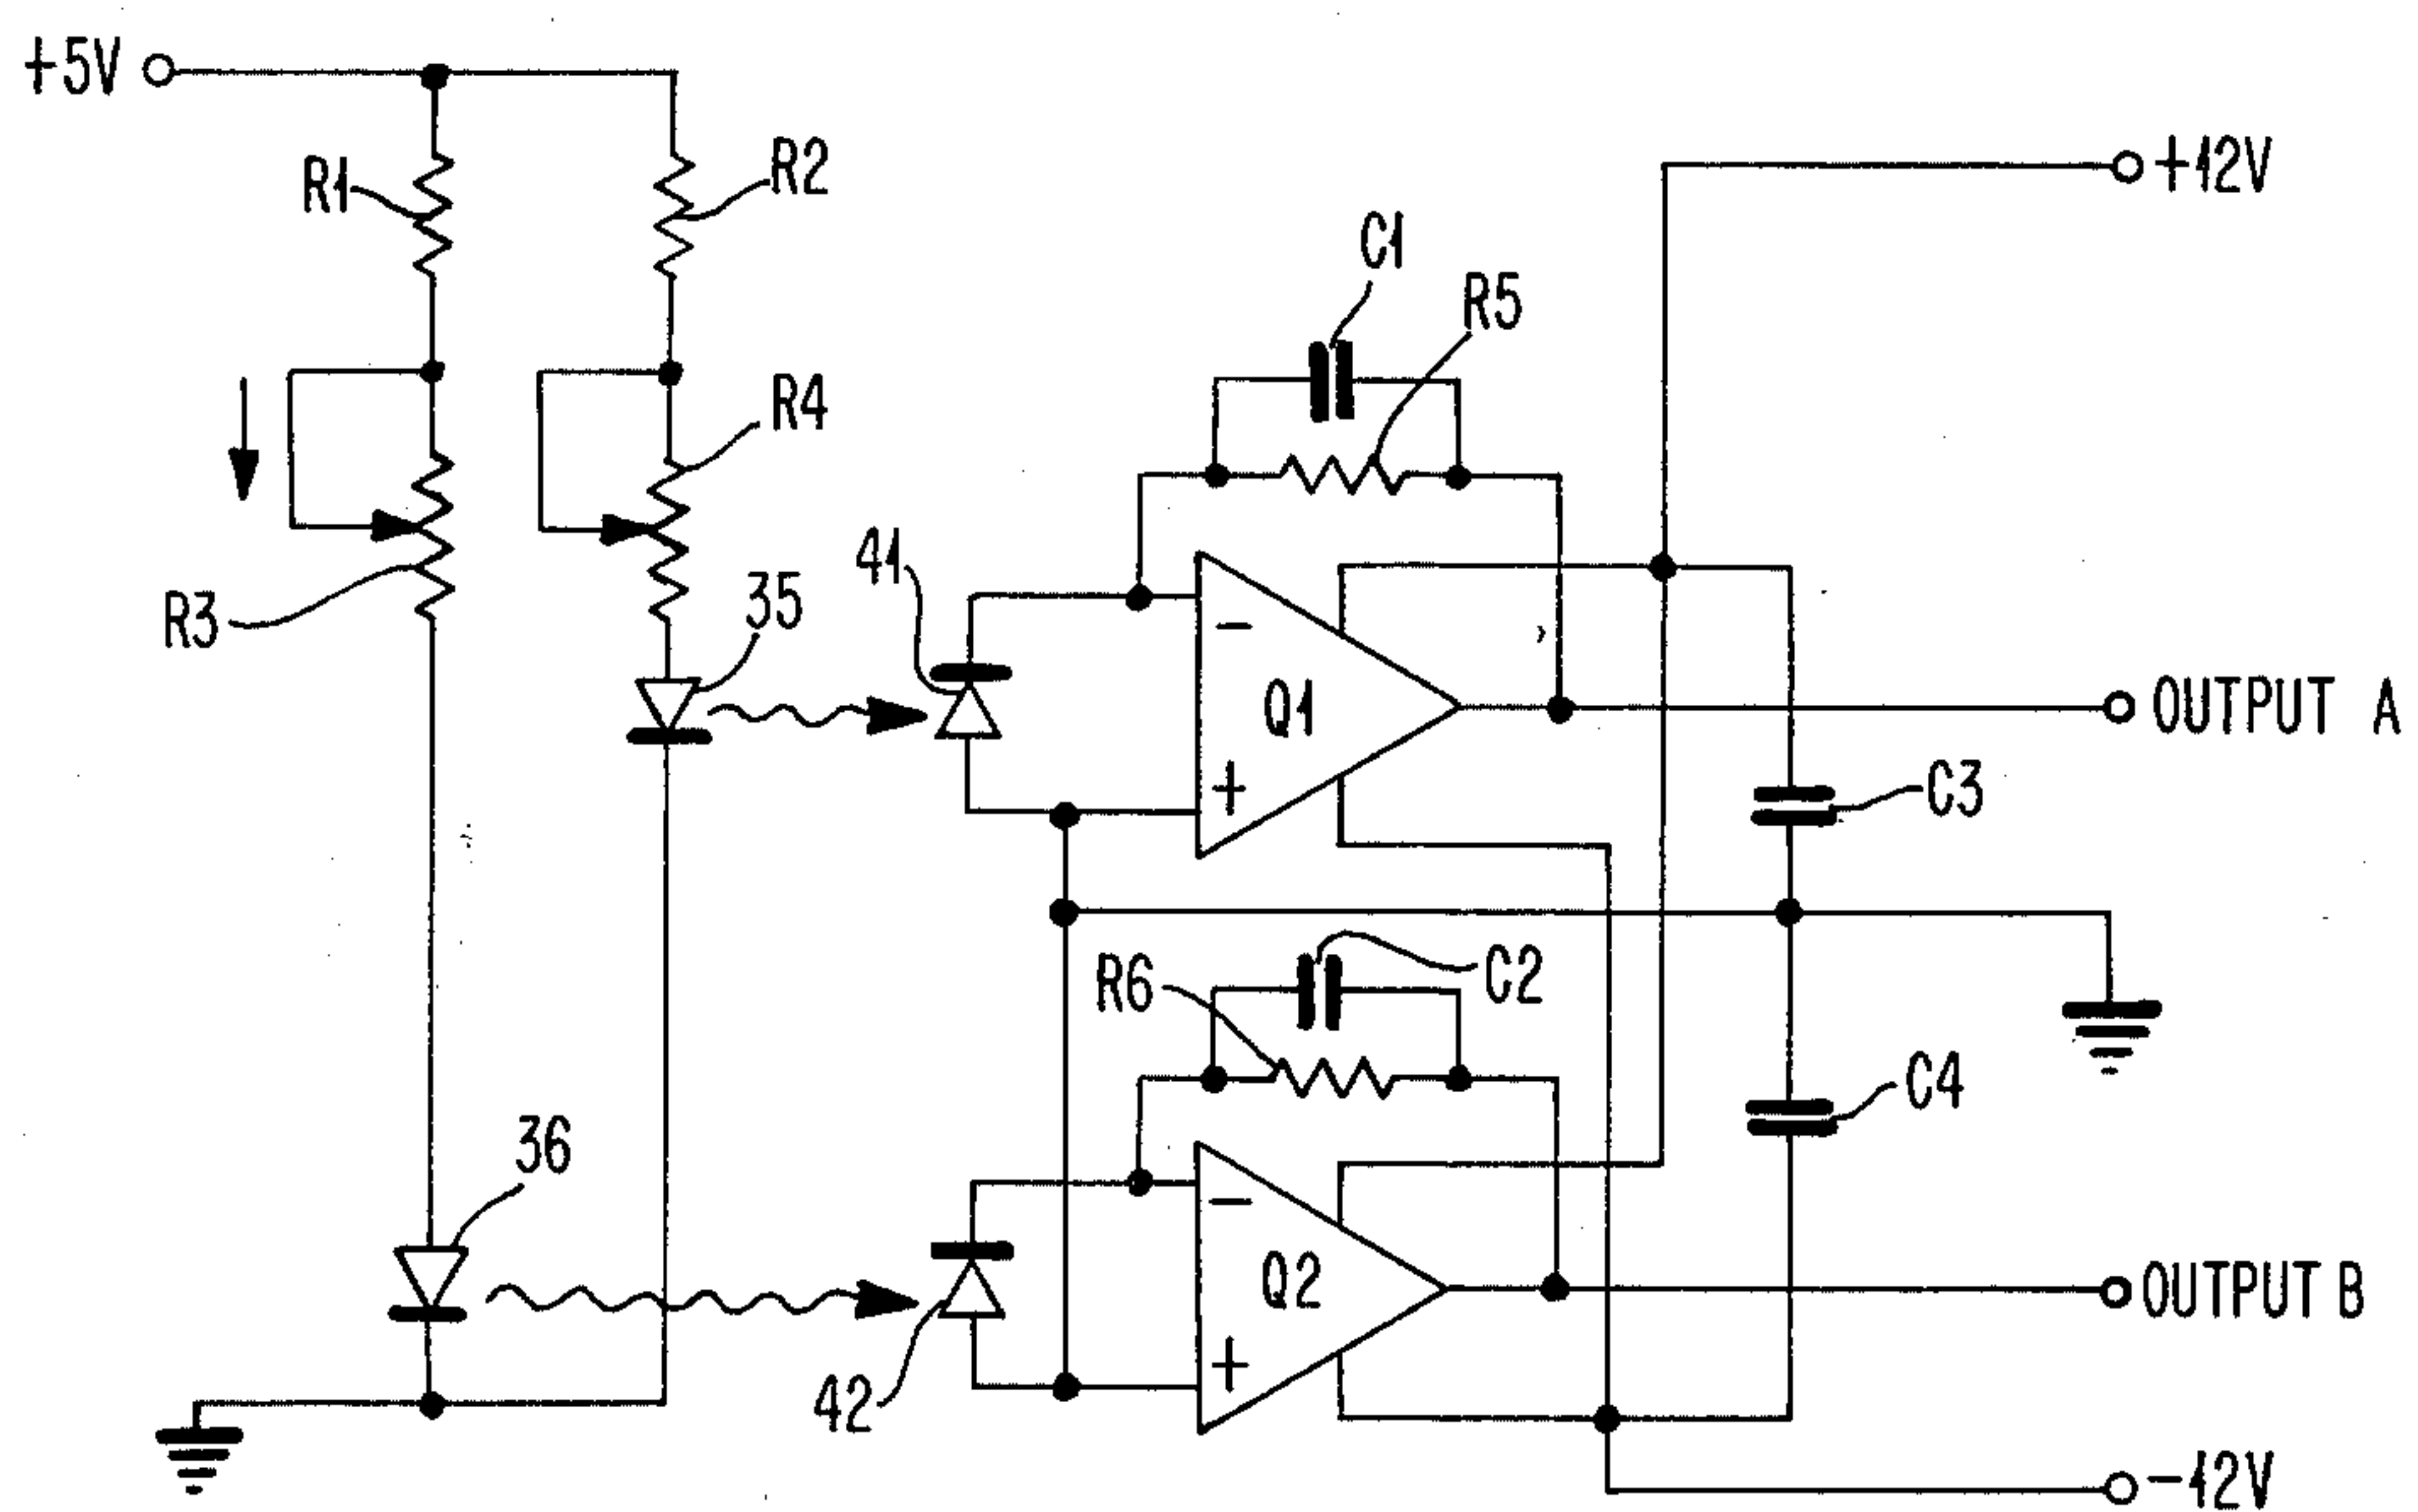 +5V
R1
R2
+12V
C1
R5
R4
41
35
R3
−
Q1
+
OUTPUT A
C3
R6
C2
C4
36
−
Q2
+
OUTPUT B
42
−12V